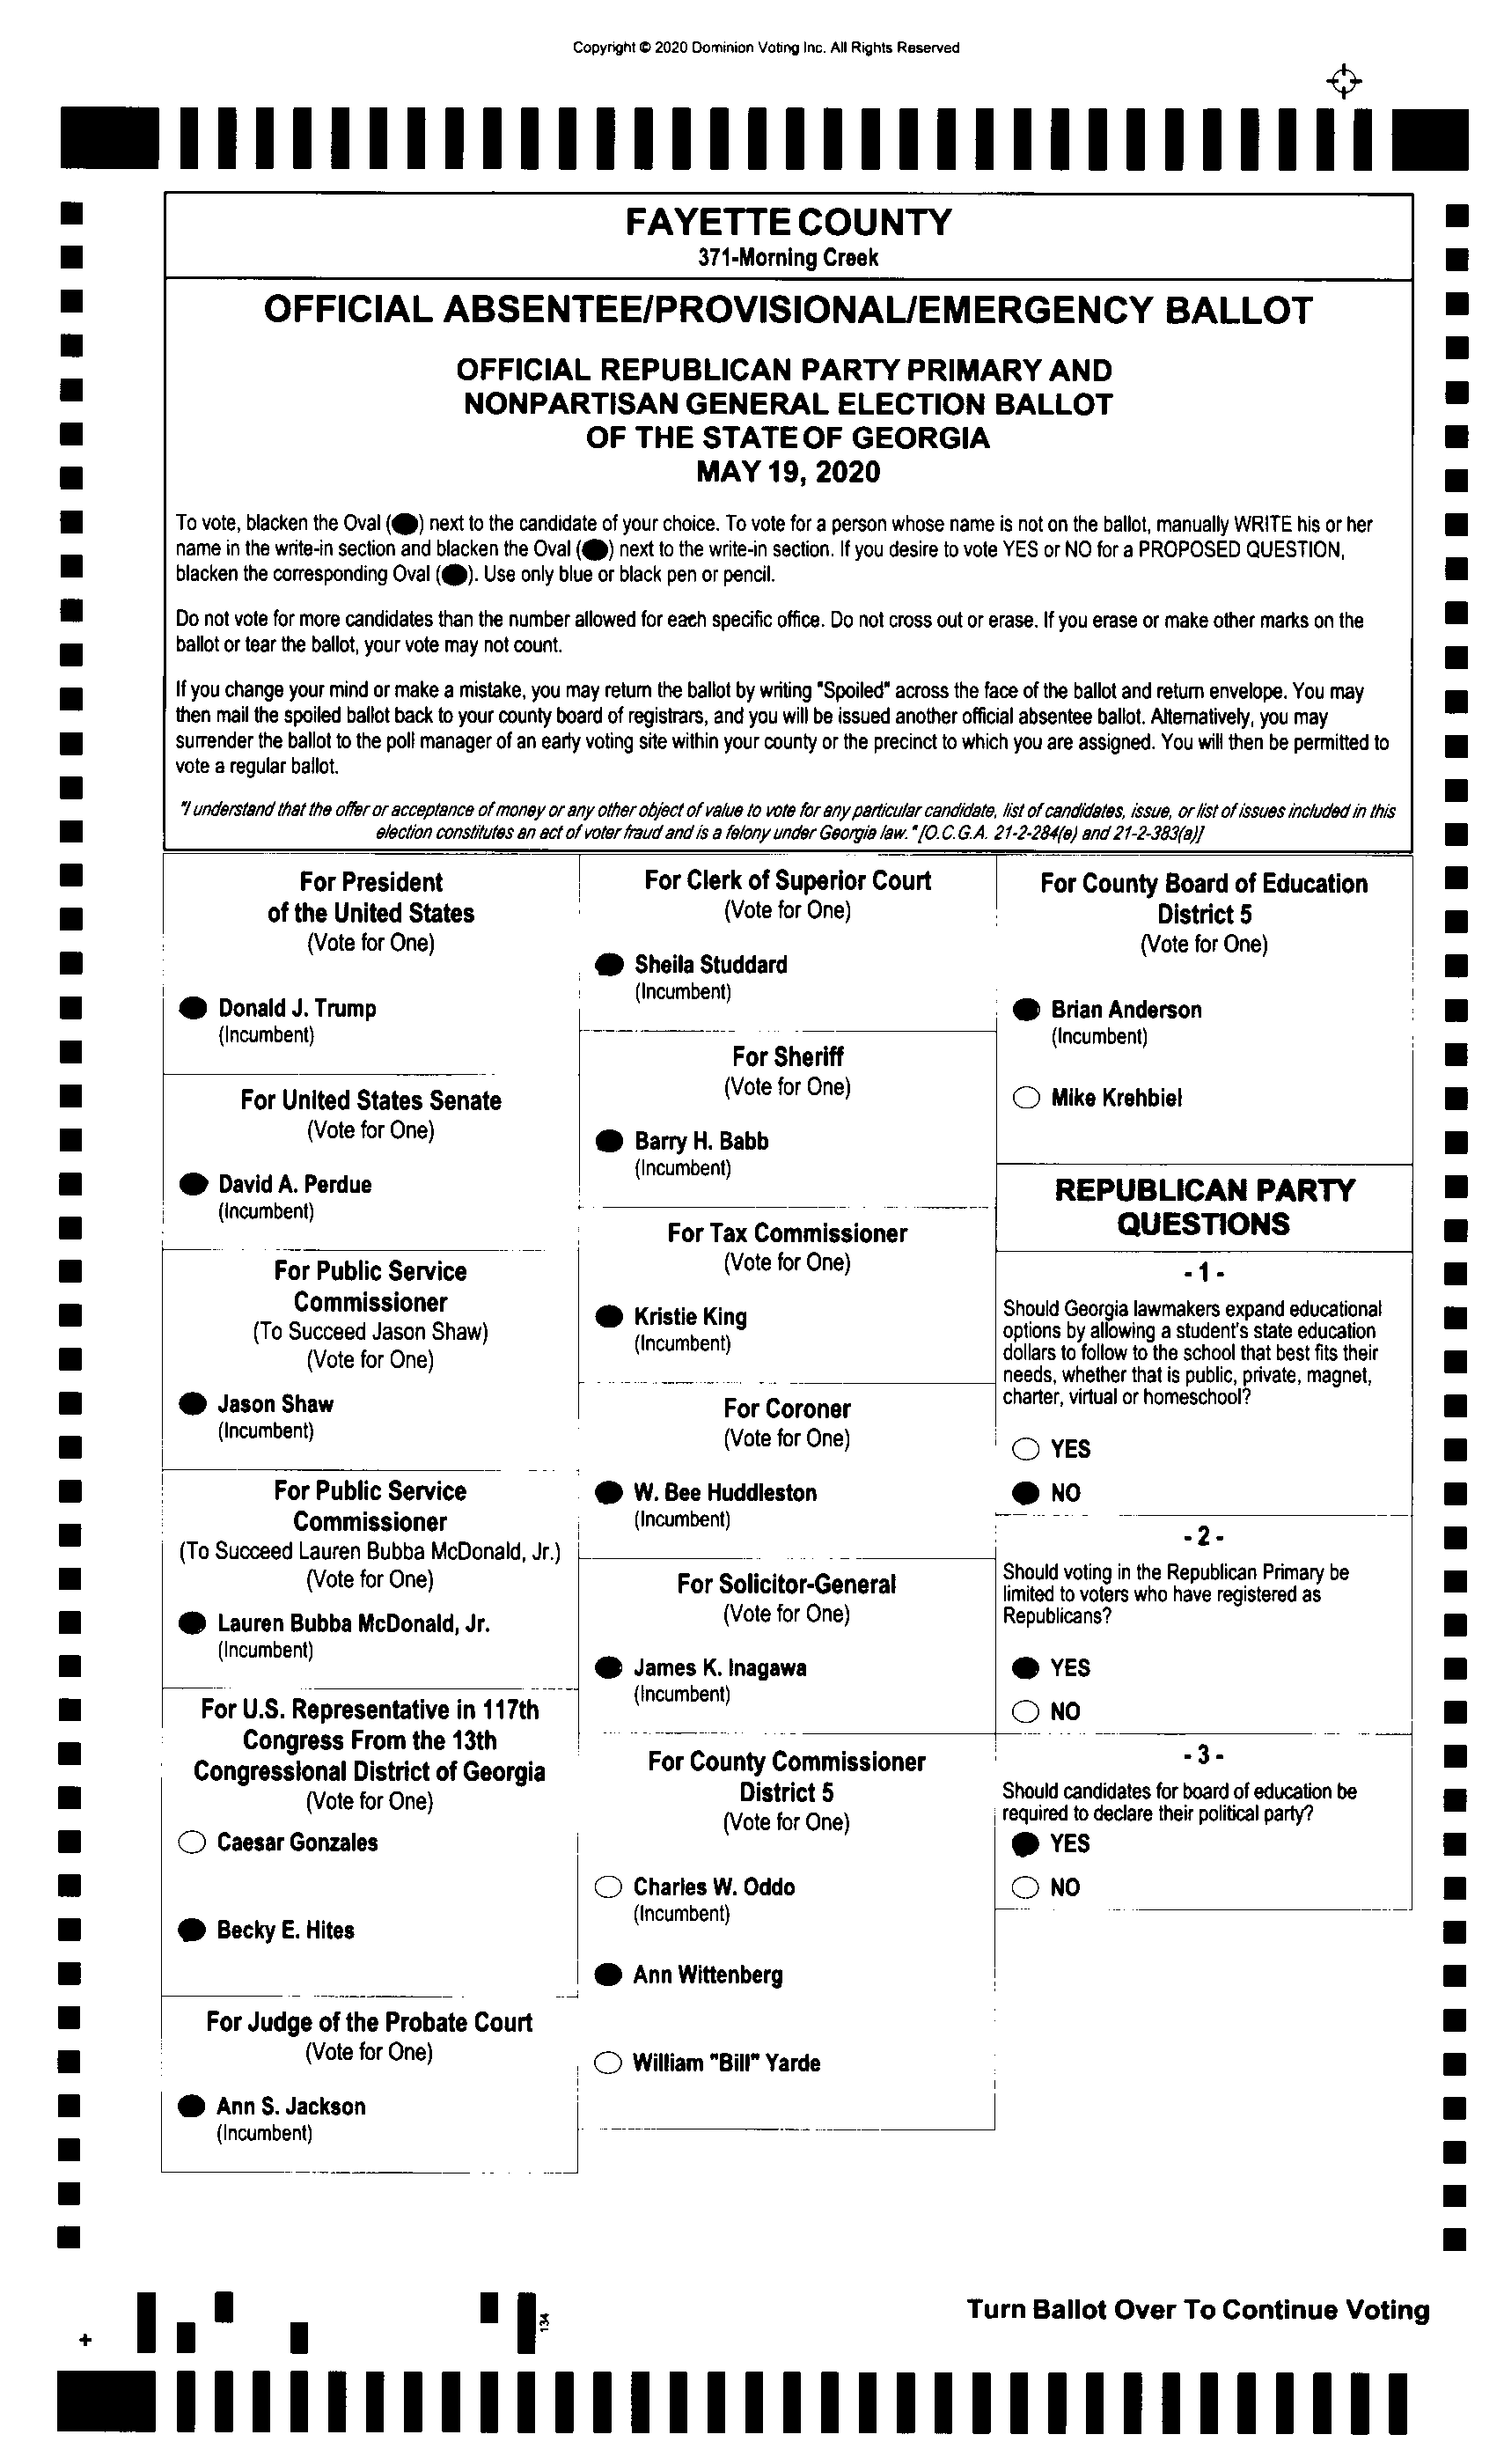 Copyright © 2020 Dominion Voting Inc. All Rights Reserved
FAYETTE COUNTY
371-Morning Creek
OFFICIAL ABSENTEE/PROVISIONAL/EMERGENCY BALLOT
OFFICIAL REPUBLICAN PARTY PRIMARY AND
NONPARTISAN GENERAL ELECTION BALLOT
OF THE STATE OF GEORGIA
MAY 19, 2020
To vote, blacken the Oval (●) next to the candidate of your choice. To vote for a person whose name is not on the ballot, manually WRITE his or her
name in the write-in section and blacken the Oval (●) next to the write-in section. If you desire to vote YES or NO for a PROPOSED QUESTION,
blacken the corresponding Oval (●). Use only blue or black pen or pencil.
Do not vote for more candidates than the number allowed for each specific office. Do not cross out or erase. If you erase or make other marks on the
ballot or tear the ballot, your vote may not count.
If you change your mind or make a mistake, you may return the ballot by writing "Spoiled" across the face of the ballot and return envelope. You may
then mail the spoiled ballot back to your county board of registrars, and you will be issued another official absentee ballot. Alternatively, you may
surrender the ballot to the poll manager of an early voting site within your county or the precinct to which you are assigned. You will then be permitted to
vote a regular ballot.
"I understand that the offer or acceptance of money or any other object of value to vote for any particular candidate, list of candidates, issue, or list of issues included in this
election constitutes an act of voter fraud and is a felony under Georgia law." [O.C.G.A. 21-2-284(e) and 21-2-383(a)]
For President
of the United States
(Vote for One)
Donald J. Trump
(Incumbent)
For United States Senate
(Vote for One)
David A. Perdue
(Incumbent)
For Public Service
Commissioner
(To Succeed Jason Shaw)
(Vote for One)
Jason Shaw
(Incumbent)
For Public Service
Commissioner
(To Succeed Lauren Bubba McDonald, Jr.)
(Vote for One)
Lauren Bubba McDonald, Jr.
(Incumbent)
For U.S. Representative in 117th
Congress From the 13th
Congressional District of Georgia
(Vote for One)
Caesar Gonzales
Becky E. Hites
For Judge of the Probate Court
(Vote for One)
Ann S. Jackson
(Incumbent)
For Clerk of Superior Court
(Vote for One)
Sheila Studdard
(Incumbent)
For Sheriff
(Vote for One)
Barry H. Babb
(Incumbent)
For Tax Commissioner
(Vote for One)
Kristie King
(Incumbent)
For Coroner
(Vote for One)
W. Bee Huddleston
(Incumbent)
For Solicitor-General
(Vote for One)
James K. Inagawa
(Incumbent)
For County Commissioner
District 5
(Vote for One)
Charles W. Oddo
(Incumbent)
Ann Wittenberg
William "Bill" Yarde
For County Board of Education
District 5
(Vote for One)
Brian Anderson
(Incumbent)
Mike Krehbiel
REPUBLICAN PARTY
QUESTIONS
- 1 -
Should Georgia lawmakers expand educational
options by allowing a student's state education
dollars to follow to the school that best fits their
needs, whether that is public, private, magnet,
charter, virtual or homeschool?
YES
NO
- 2 -
Should voting in the Republican Primary be
limited to voters who have registered as
Republicans?
YES
NO
- 3 -
Should candidates for board of education be
required to declare their political party?
YES
NO
134
Turn Ballot Over To Continue Voting